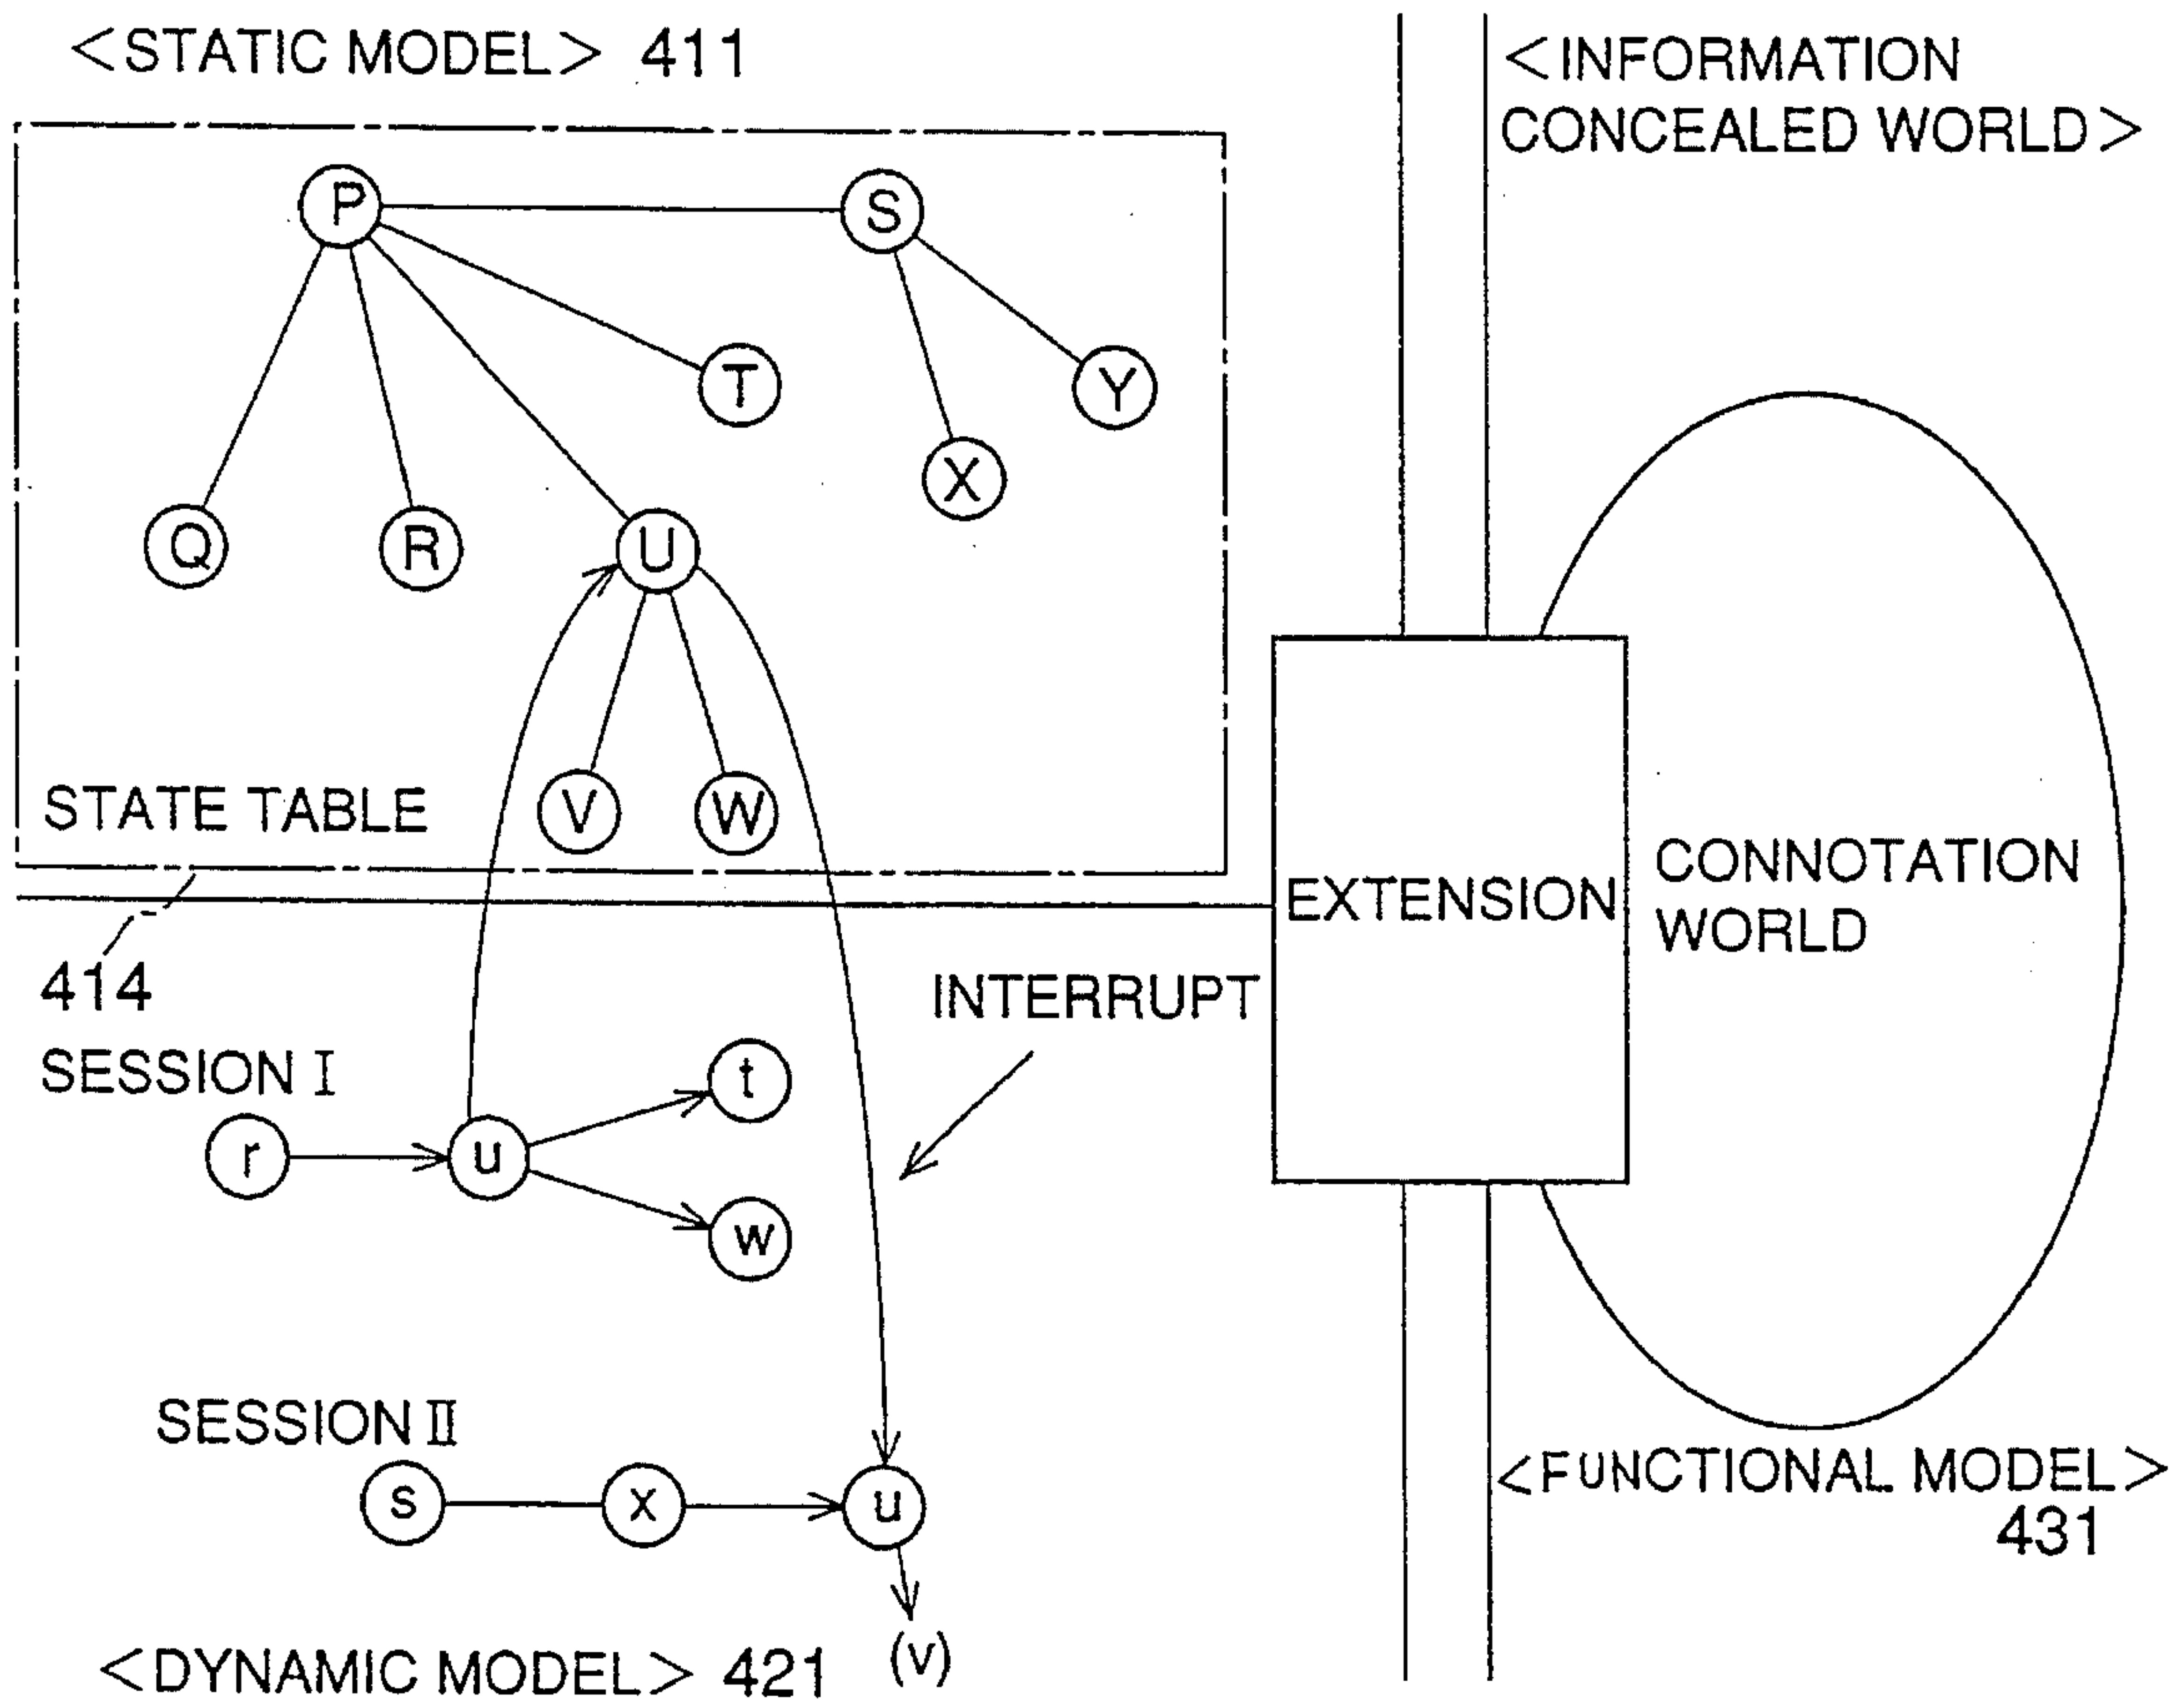 <STATIC MODEL> 411
<INFORMATION
CONCEALED WORLD>
P
S
T
Y
X
Q
R
U
V
W
STATE TABLE
EXTENSION
CONNOTATION
WORLD
414
INTERRUPT
SESSION I
t
r
u
w
SESSION II
s
x
u
<FUNCTIONAL MODEL>
431
(v)
<DYNAMIC MODEL> 421